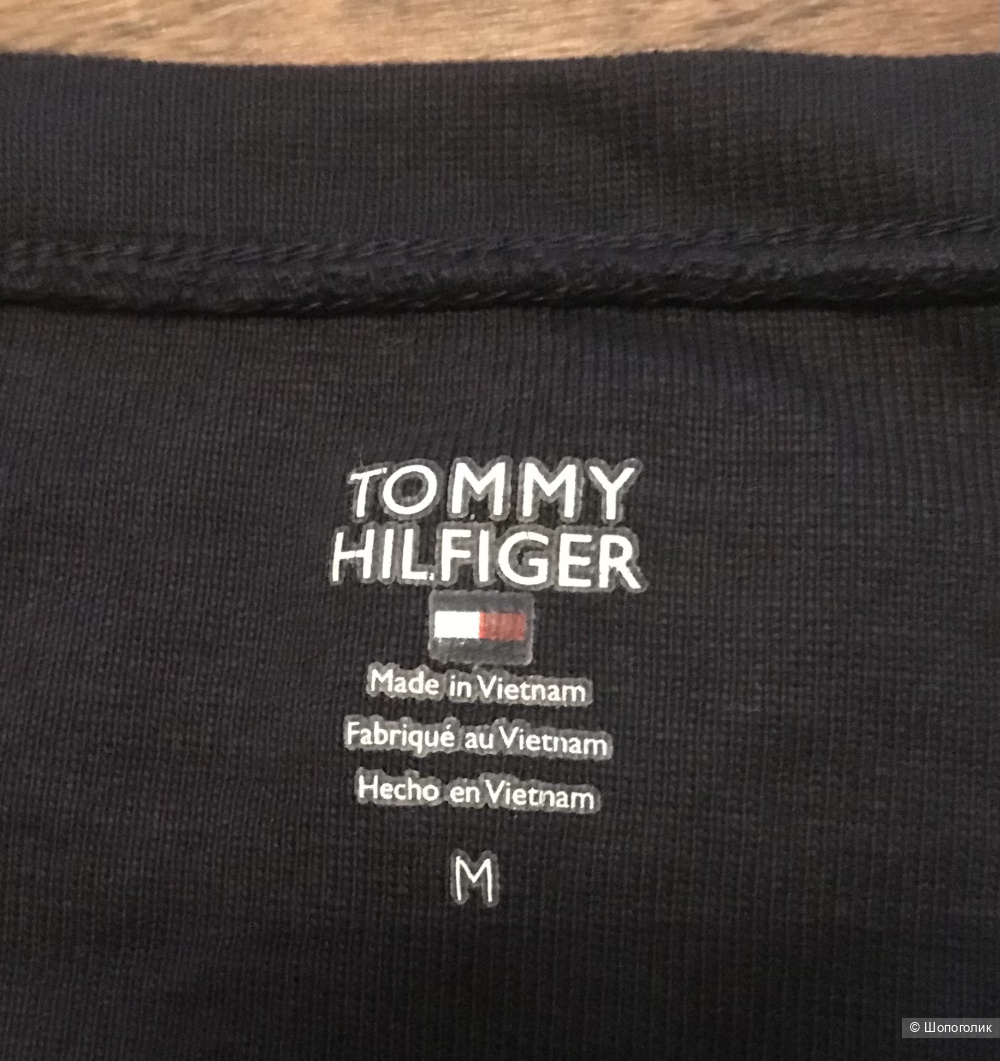 TOMMY
HILFIGER
Made in Vietnam
Fabriqué au Vietnam
Hecho en Vietnam
M
© Шопоголик